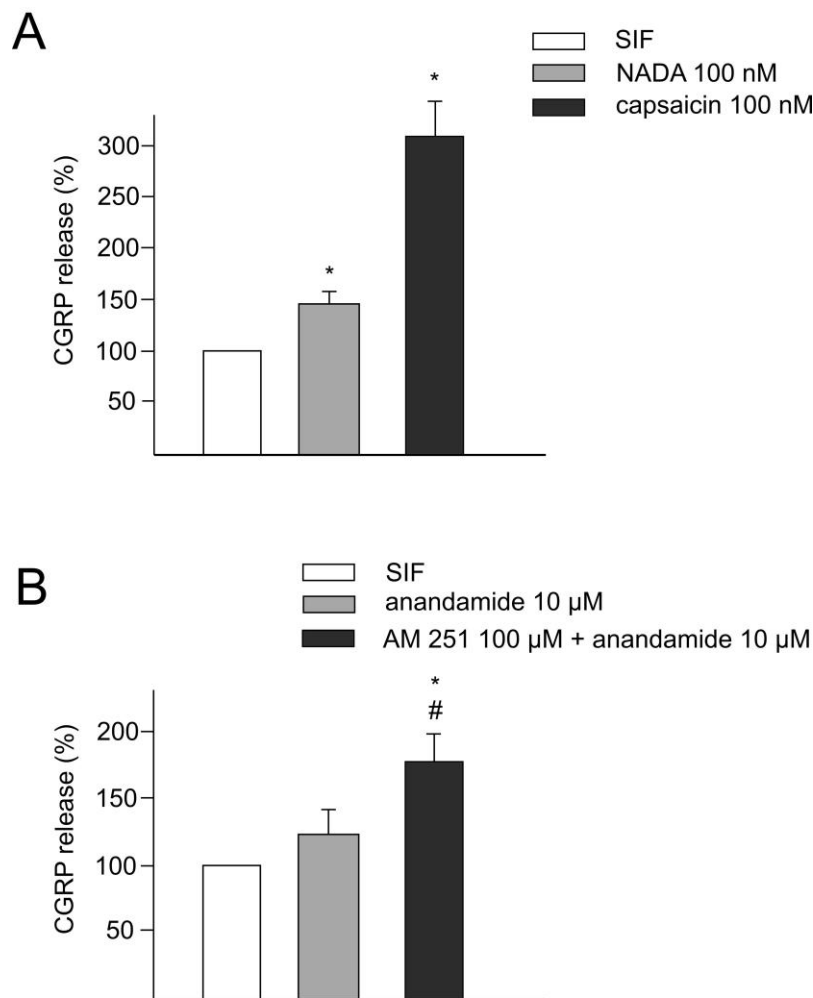 A
SIF
NADA 100 nM
capsaicin 100 nM
*
*
CGRP release (%)
300
250
200
150
100
50
B
SIF
anandamide 10 µM
AM 251 100 µM + anandamide 10 µM
*
#
CGRP release (%)
200
150
100
50